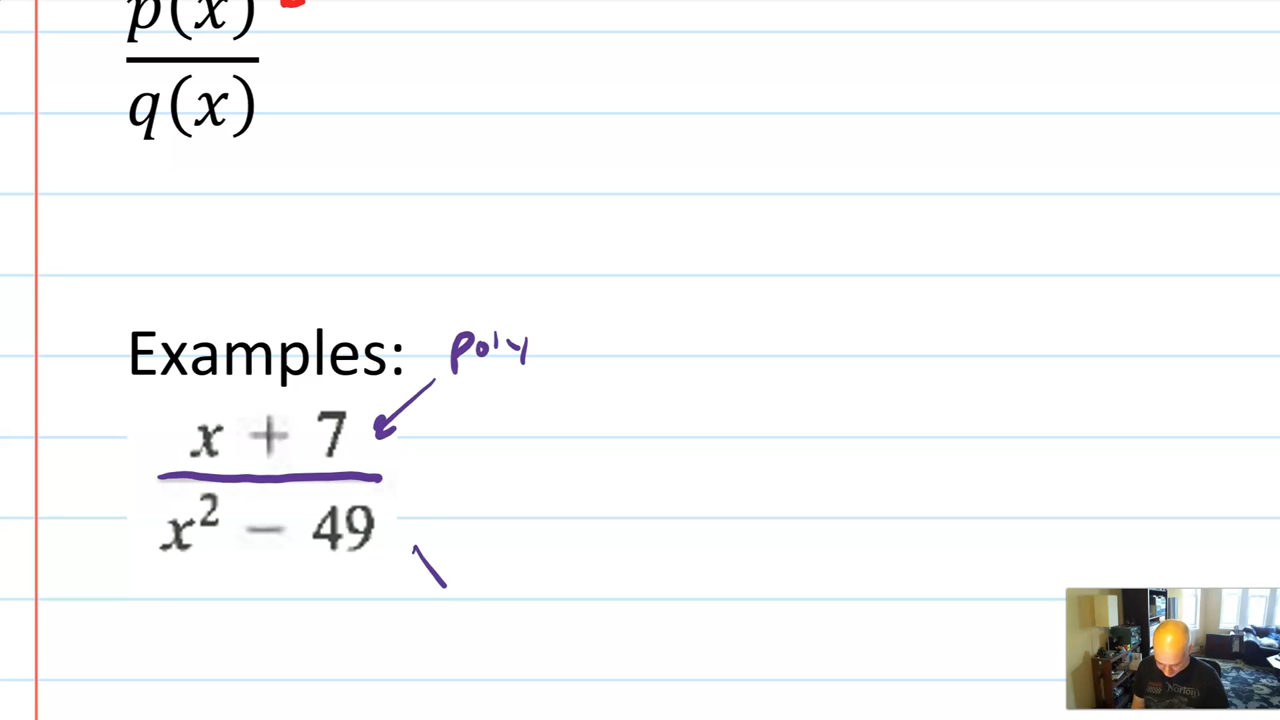 p(x)
q(x)
Examples:
poly
x + 7
x² − 49